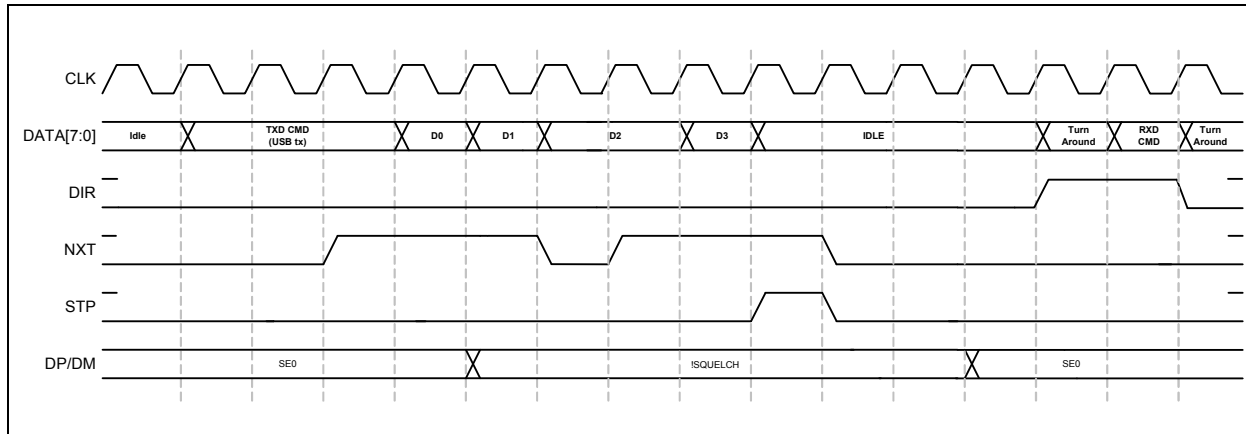 CLK
DATA[7:0]
Idle
TXD CMD
(USB tx)
D0
D1
D2
D3
IDLE
Turn
Around
RXD
CMD
Turn
Around
DIR
NXT
STP
DP/DM
SE0
!SQUELCH
SE0